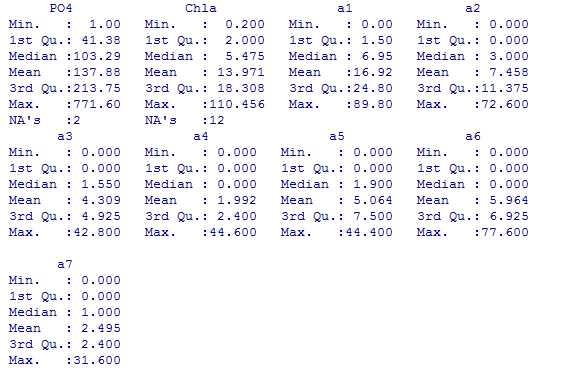 PO4              Chla              a1              a2
Min.   :  1.00   Min.   :  0.200   Min.   : 0.00   Min.   : 0.000
1st Qu.: 41.38   1st Qu.:  2.000   1st Qu.: 1.50   1st Qu.: 0.000
Median :103.29   Median :  5.475   Median : 6.95   Median : 3.000
Mean   :137.88   Mean   : 13.971   Mean   :16.92   Mean   : 7.458
3rd Qu.:213.75   3rd Qu.: 18.308   3rd Qu.:24.80   3rd Qu.:11.375
Max.   :771.60   Max.   :110.456   Max.   :89.80   Max.   :72.600
NA's   :2        NA's   :12
      a3               a4               a5               a6
Min.   : 0.000   Min.   : 0.000   Min.   : 0.000   Min.   : 0.000
1st Qu.: 0.000   1st Qu.: 0.000   1st Qu.: 0.000   1st Qu.: 0.000
Median : 1.550   Median : 0.000   Median : 1.900   Median : 0.000
Mean   : 4.309   Mean   : 1.992   Mean   : 5.064   Mean   : 5.964
3rd Qu.: 4.925   3rd Qu.: 2.400   3rd Qu.: 7.500   3rd Qu.: 6.925
Max.   :42.800   Max.   :44.600   Max.   :44.400   Max.   :77.600
      a7
Min.   : 0.000
1st Qu.: 0.000
Median : 1.000
Mean   : 2.495
3rd Qu.: 2.400
Max.   :31.600